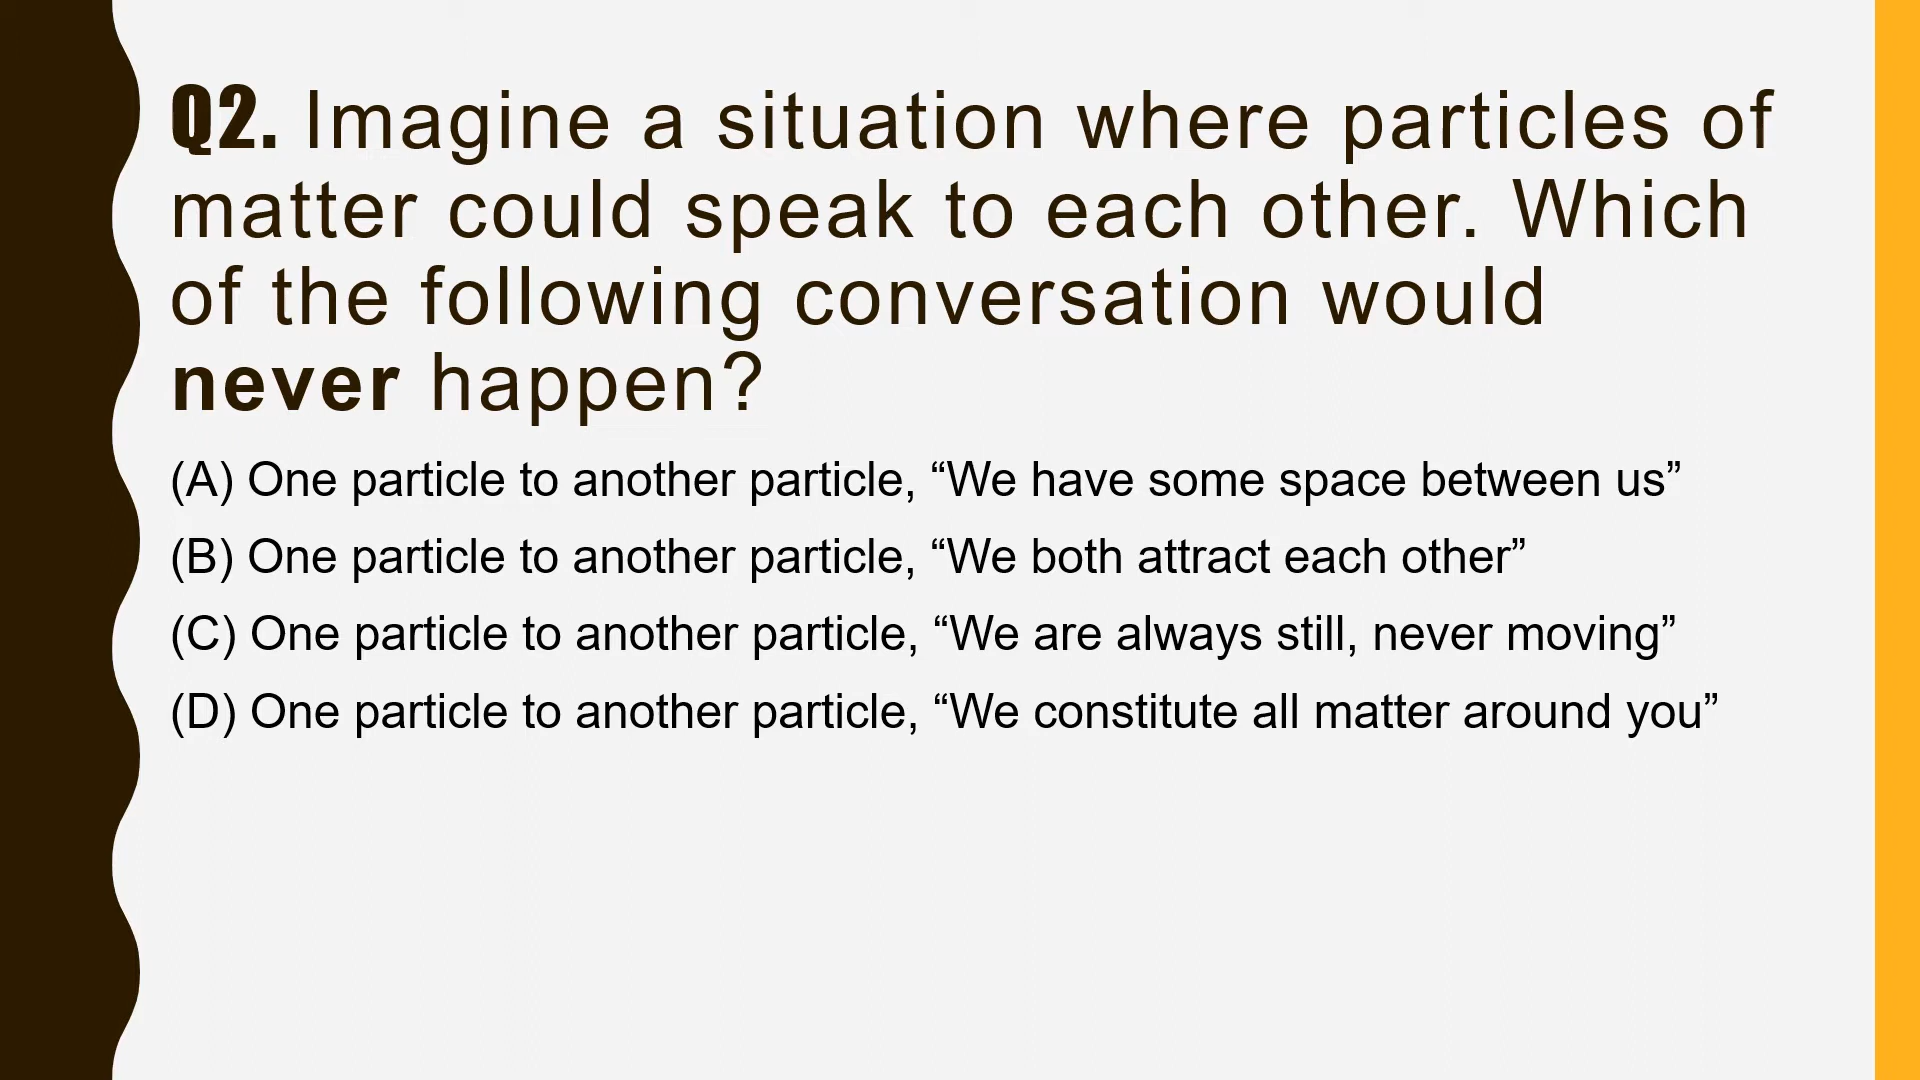 Q2. Imagine a situation where particles of
matter could speak to each other. Which
of the following conversation would
never happen?
(A) One particle to another particle, “We have some space between us”
(B) One particle to another particle, “We both attract each other”
(C) One particle to another particle, “We are always still, never moving”
(D) One particle to another particle, “We constitute all matter around you”